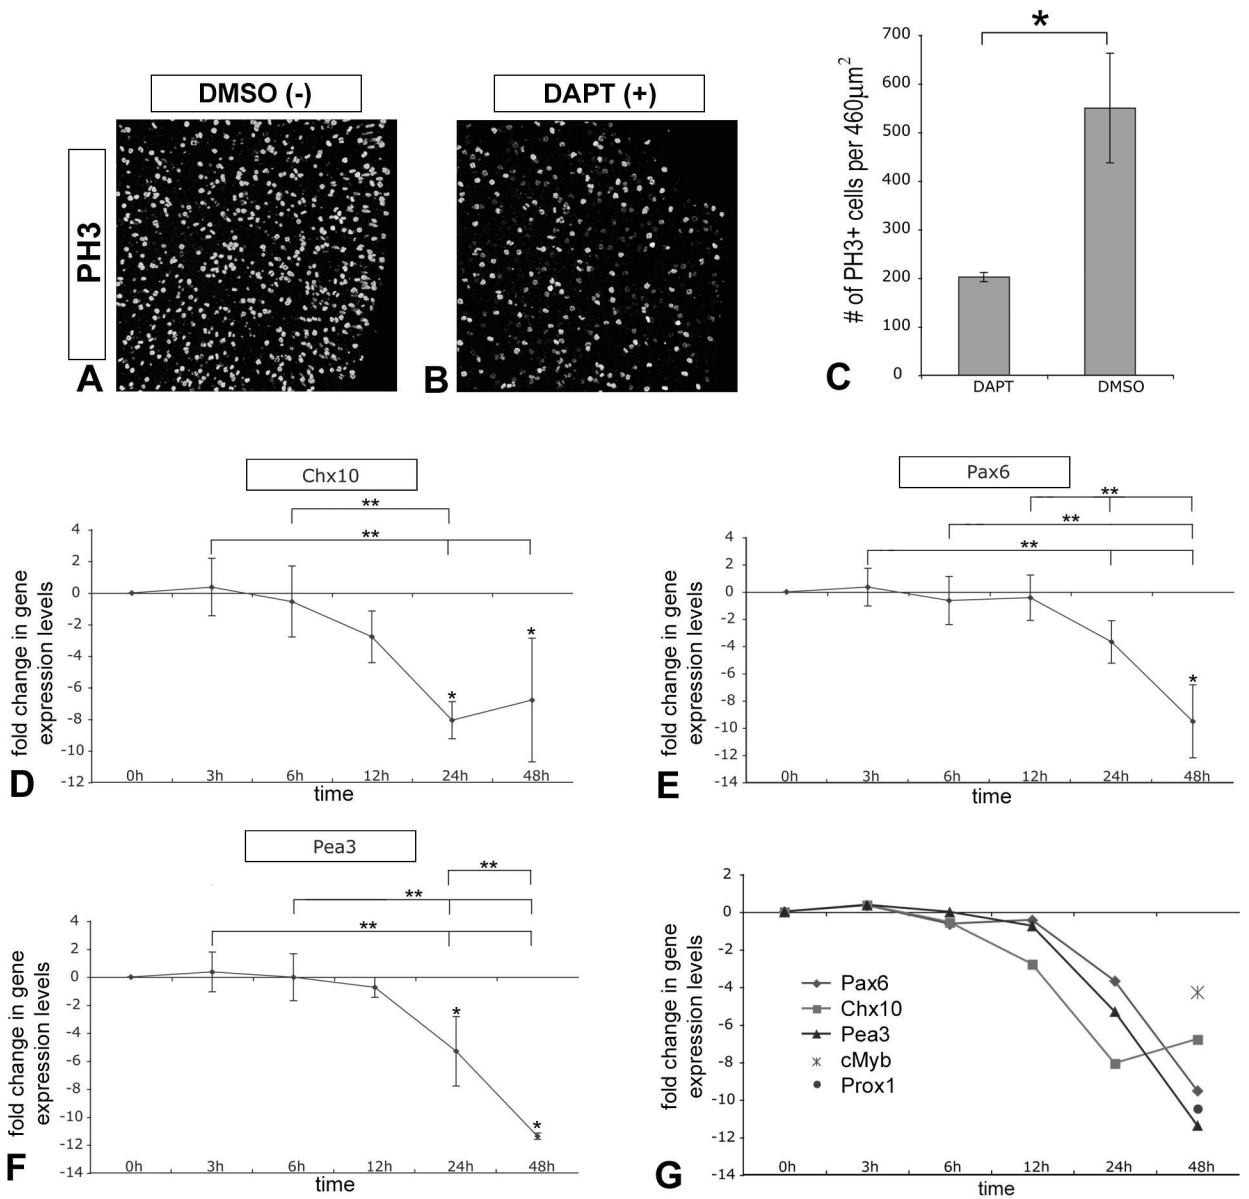 DMSO (-)
DAPT (+)
PH3
A
B
*
# of PH3+ cells per 460µm²
700
600
500
400
300
200
100
0
DAPT
DMSO
C
Chx10
**
**
fold change in gene
expression levels
4
2
0
-2
-4
-6
-8
-10
-12
*
*
0h 3h 6h 12h 24h 48h
time
D
Pax6
**
**
**
fold change in gene
expression levels
4
2
0
-2
-4
-6
-8
-10
-12
-14
*
0h 3h 6h 12h 24h 48h
time
E
Pea3
**
**
**
fold change in gene
expression levels
4
2
0
-2
-4
-6
-8
-10
-12
-14
*
*
0h 3h 6h 12h 24h 48h
time
F
fold change in gene
expression levels
2
0
-2
-4
-6
-8
-10
-12
-14
Pax6
Chx10
Pea3
cMyb
Prox1
0h 3h 6h 12h 24h 48h
time
G